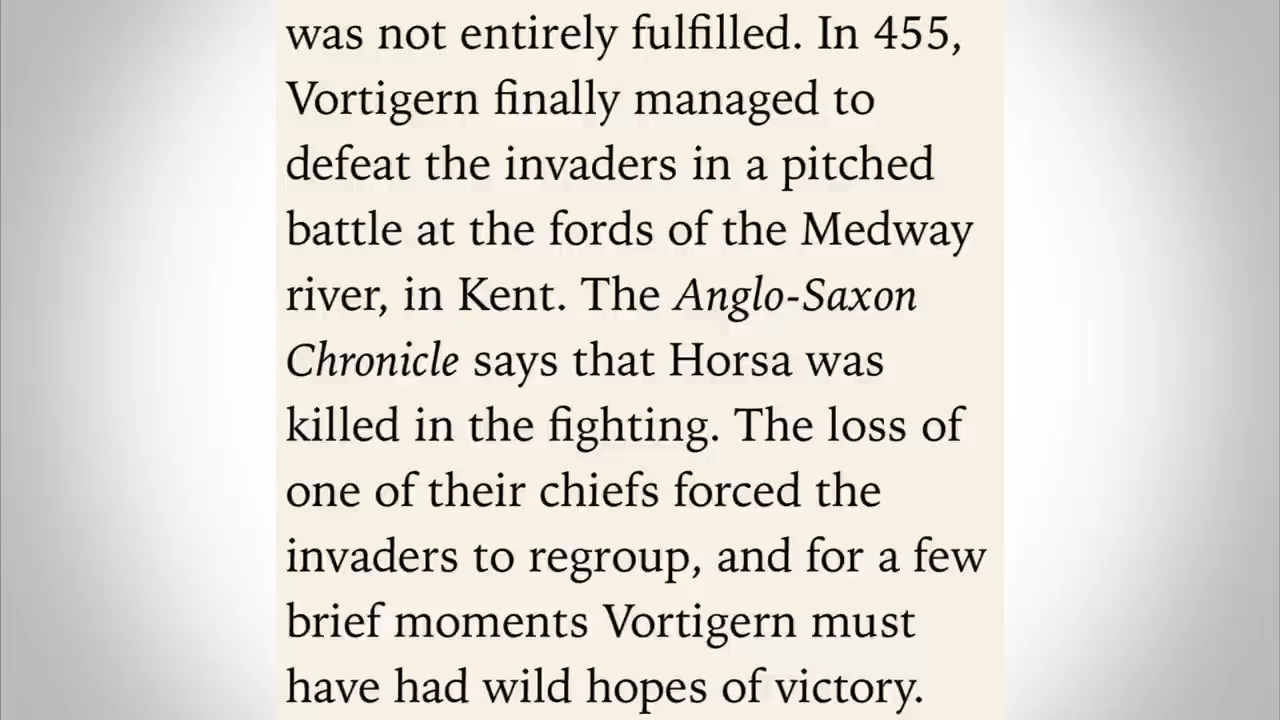 was not entirely fulfilled. In 455,
Vortigern finally managed to
defeat the invaders in a pitched
battle at the fords of the Medway
river, in Kent. The Anglo-Saxon
Chronicle says that Horsa was
killed in the fighting. The loss of
one of their chiefs forced the
invaders to regroup, and for a few
brief moments Vortigern must
have had wild hopes of victory.